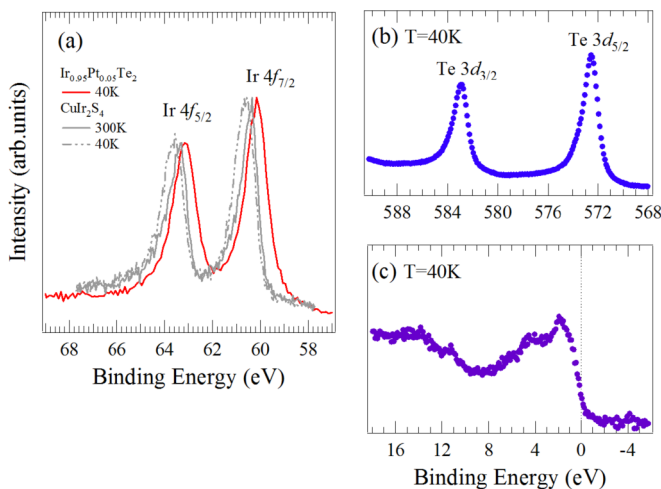 (a)
Ir₀.₉₅Pt₀.₀₅Te₂
40K
CuIr₂S₄
300K
40K
Ir 4f₅/₂
Ir 4f₇/₂
Intensity (arb.units)
68 66 64 62 60 58
Binding Energy (eV)
(b) T=40K
Te 3d₃/₂
Te 3d₅/₂
588 584 580 576 572 568
(c) T=40K
16 12 8 4 0 -4
Binding Energy (eV)